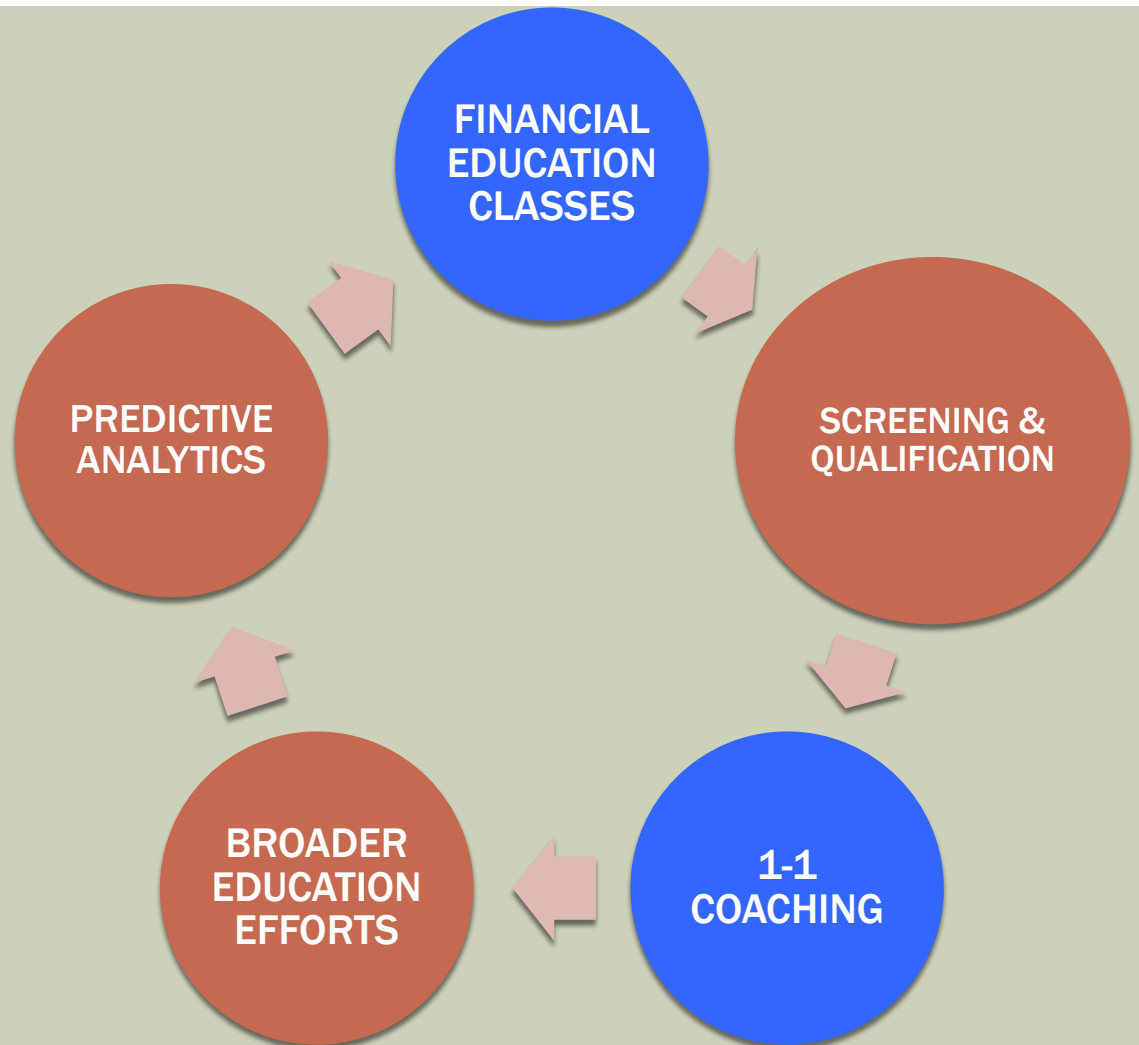 FINANCIAL
EDUCATION
CLASSES
SCREENING &
QUALIFICATION
1-1
COACHING
BROADER
EDUCATION
EFFORTS
PREDICTIVE
ANALYTICS